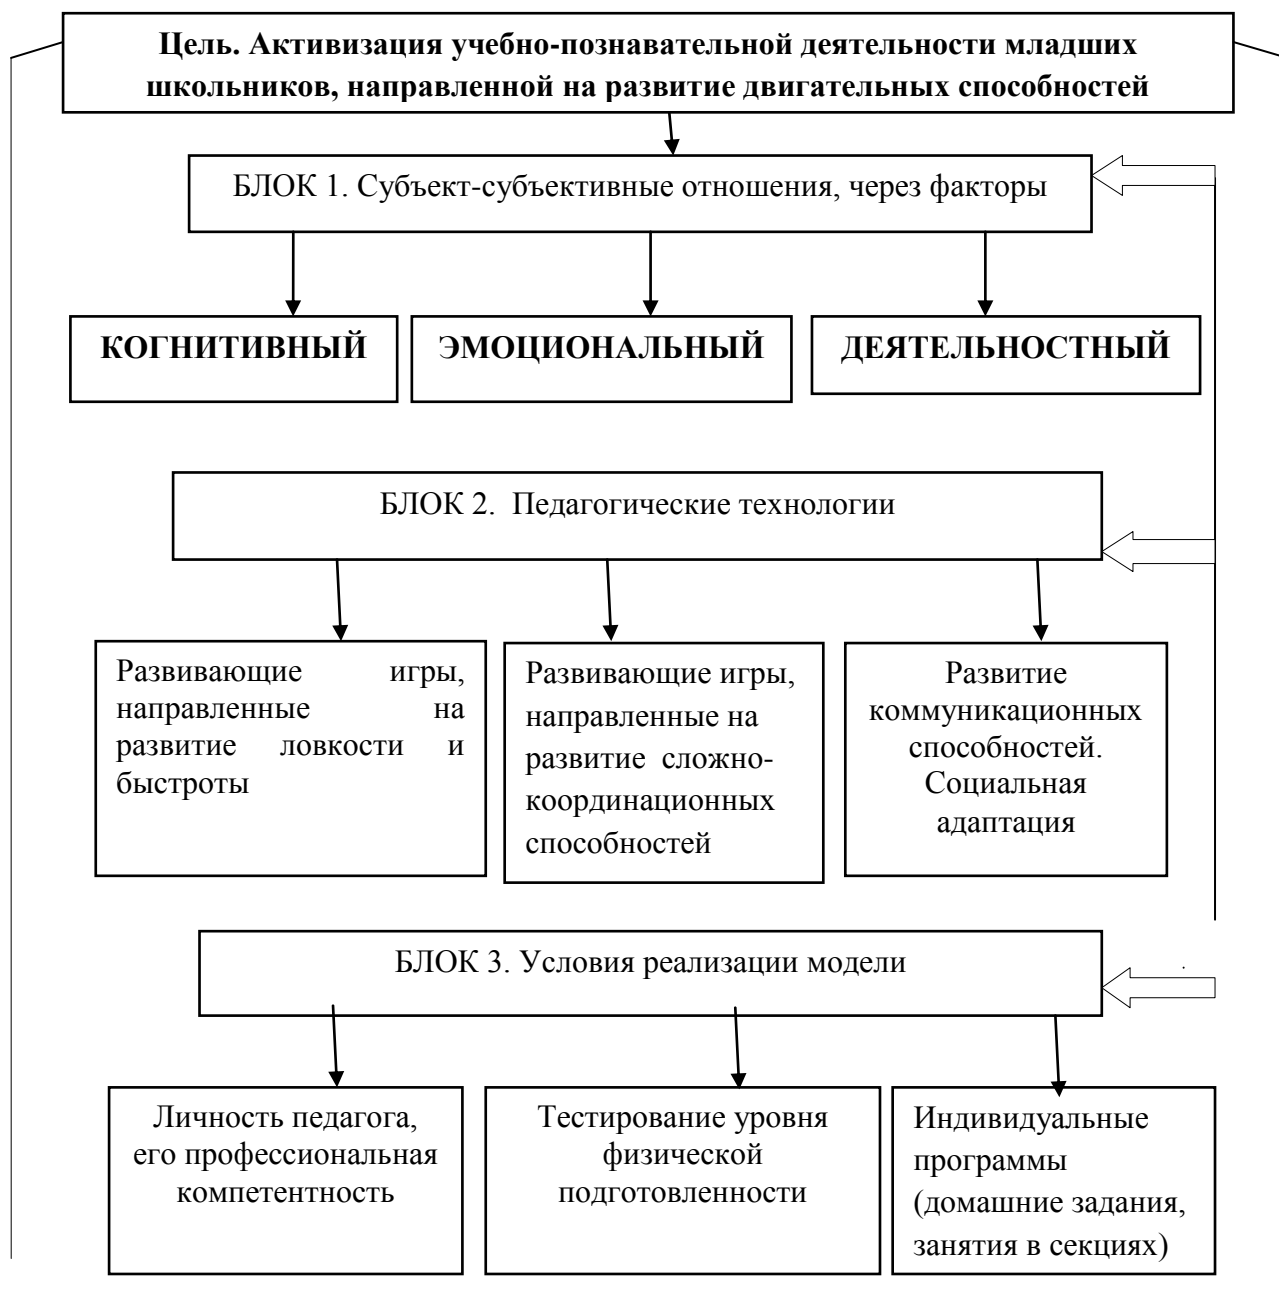 Цель. Активизация учебно-познавательной деятельности младших
школьников, направленной на развитие двигательных способностей
БЛОК 1. Субъект-субъективные отношения, через факторы
КОГНИТИВНЫЙ
ЭМОЦИОНАЛЬНЫЙ
ДЕЯТЕЛЬНОСТНЫЙ
БЛОК 2. Педагогические технологии
Развивающие игры,
направленные на
развитие ловкости и
быстроты
Развивающие игры,
направленные на
развитие сложно-
координационных
способностей
Развитие
коммуникационных
способностей.
Социальная
адаптация
БЛОК 3. Условия реализации модели
Личность педагога,
его профессиональная
компетентность
Тестирование уровня
физической
подготовленности
Индивидуальные
программы
(домашние задания,
занятия в секциях)